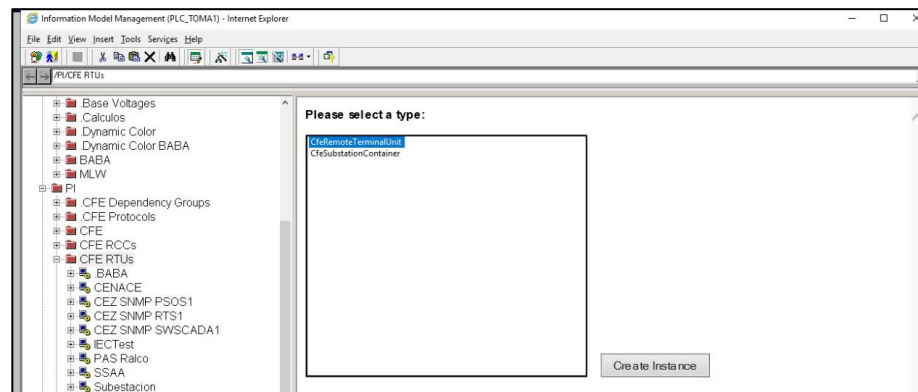 Information Model Management (PLC_TOMA1) - Internet Explorer
File Edit View Insert Tools Services Help
/PI/CFE RTUs
.Base Voltages
.Calculos
.Dynamic Color
.Dynamic Color BABA
BABA
MLW
PI
.CFE Dependency Groups
.CFE Protocols
CFE
CFE RCCs
CFE RTUs
.BABA
CENACE
CEZ SNMP PSOS1
CEZ SNMP RTS1
CEZ SNMP SWSCADA1
IECTest
PAS Ralco
SSAA
Subestacion
Please select a type:
CfeRemoteTerminalUnit
CfeSubstationContainer
Create Instance